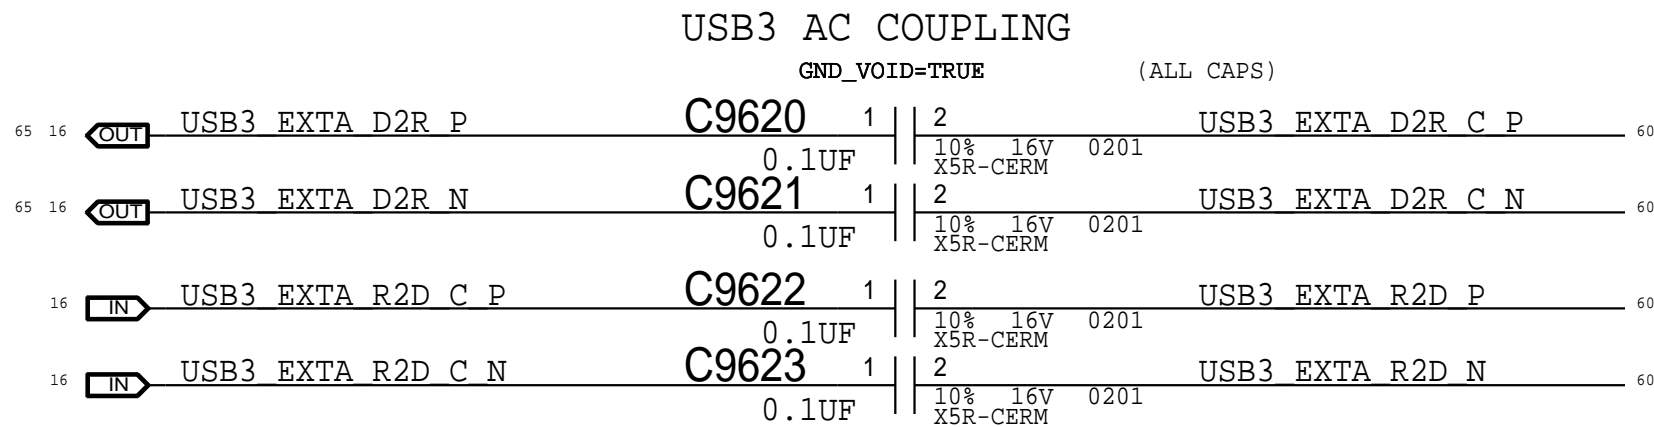 USB3 AC COUPLING
GND_VOID=TRUE (ALL CAPS)
65 16 OUT USB3_EXTA_D2R_P C9620 1 2 USB3_EXTA_D2R_C_P 60
0.1UF 10% 16V 0201
X5R-CERM
65 16 OUT USB3_EXTA_D2R_N C9621 1 2 USB3_EXTA_D2R_C_N 60
0.1UF 10% 16V 0201
X5R-CERM
16 IN USB3_EXTA_R2D_C_P C9622 1 2 USB3_EXTA_R2D_P 60
0.1UF 10% 16V 0201
X5R-CERM
16 IN USB3_EXTA_R2D_C_N C9623 1 2 USB3_EXTA_R2D_N 60
0.1UF 10% 16V 0201
X5R-CERM